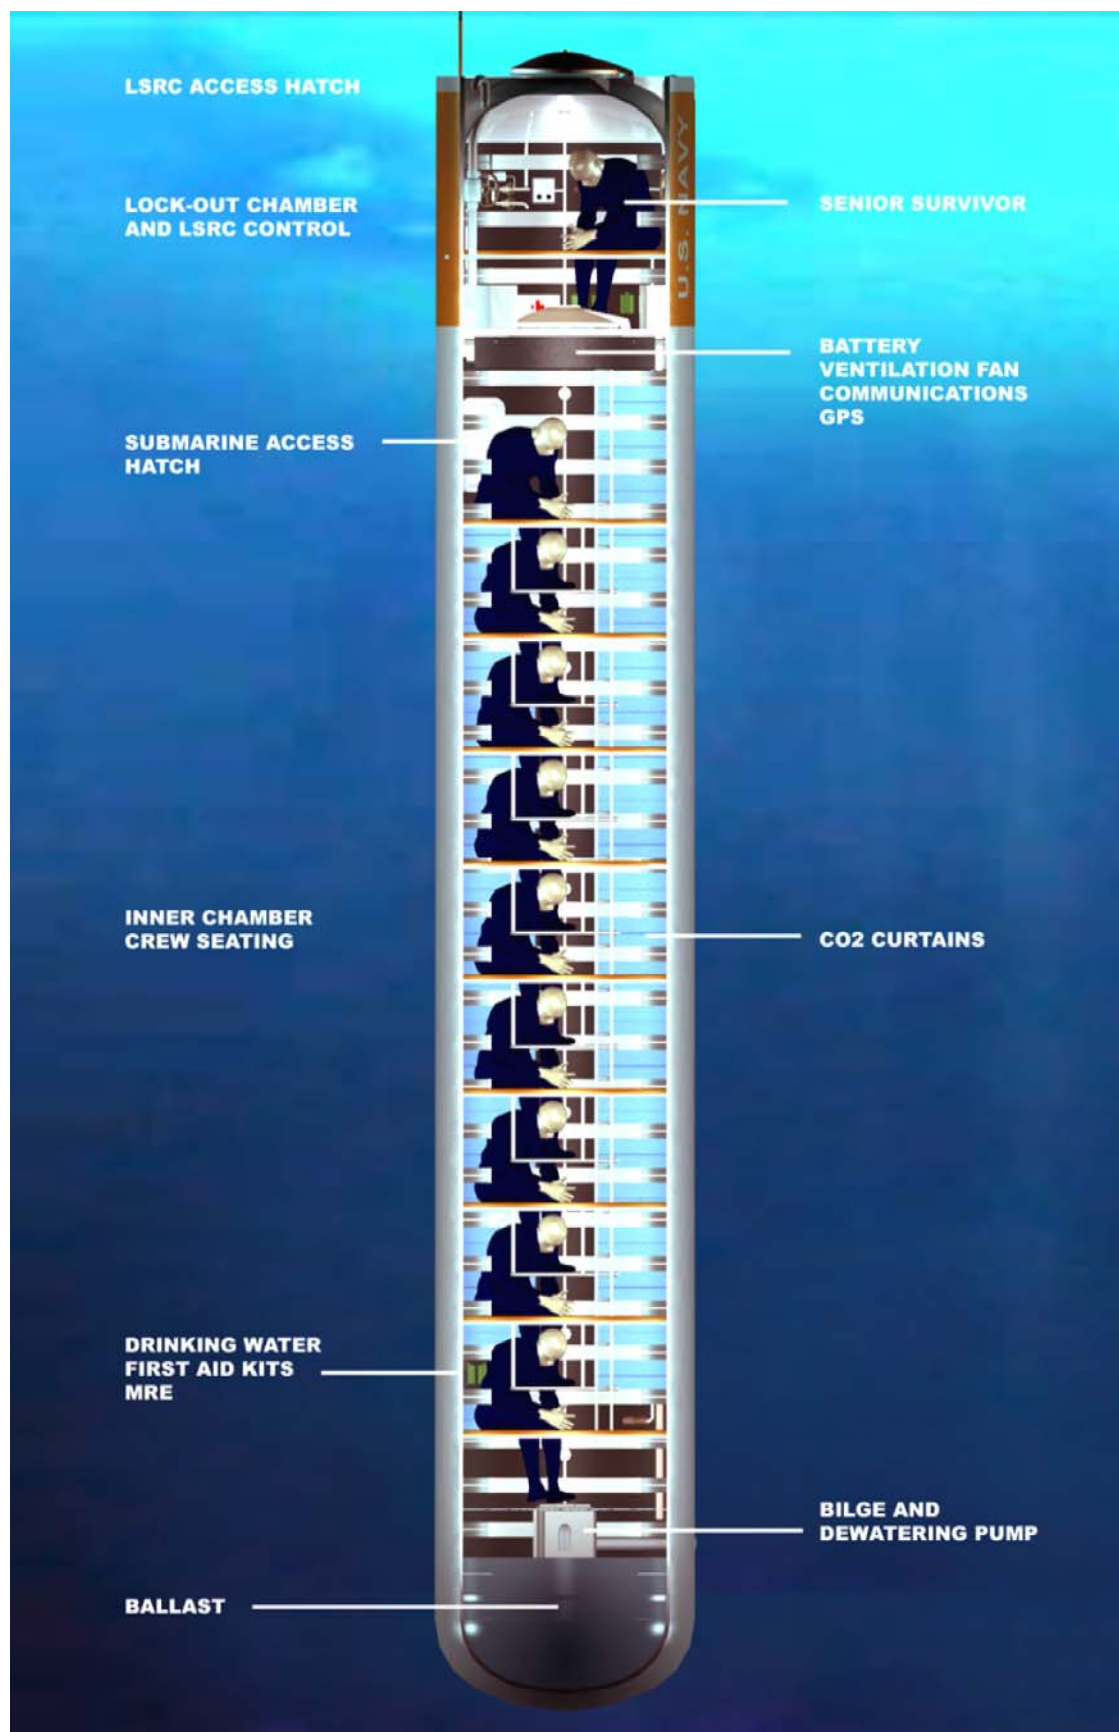 LSRC ACCESS HATCH
LOCK-OUT CHAMBER
AND LSRC CONTROL
SENIOR SURVIVOR
U.S. NAVY
BATTERY
VENTILATION FAN
COMMUNICATIONS
GPS
SUBMARINE ACCESS
HATCH
INNER CHAMBER
CREW SEATING
CO2 CURTAINS
DRINKING WATER
FIRST AID KITS
MRE
BILGE AND
DEWATERING PUMP
BALLAST